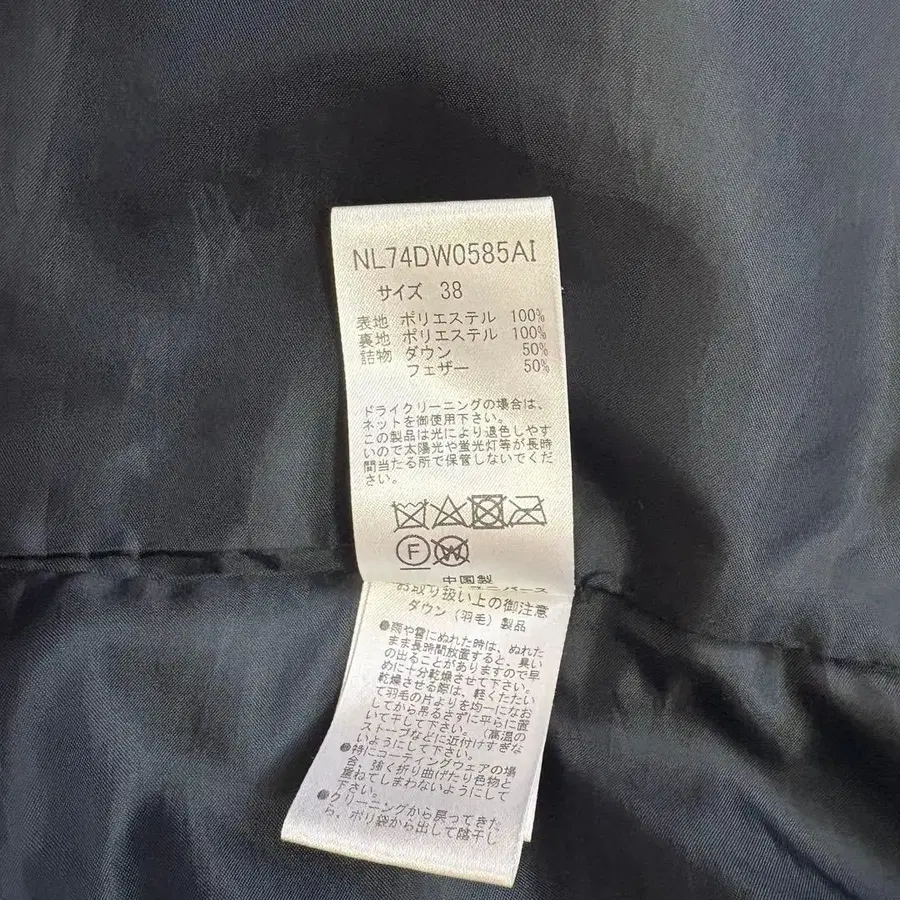 NL74DW0585AI
サイズ 38
表地 ポリエステル 100%
裏地 ポリエステル 100%
詰物 ダウン 50%
フェザー 50%
ドライクリーニングの場合は、
ネットを御使用下さい。
この製品は光により退色しやす
いので太陽光や蛍光灯等が長時
間当たる所で保管しないでくだ
さい。
F W
中国製
お取り扱い上の御注意
ダウン (羽毛) 製品
●雨や雪にぬれた時は、ぬれた
まま長時間放置すると、臭い
の出ることがありますので早
めに十分乾燥させて下さい。
乾燥させる際は、軽くたたい
て羽毛の片よりを均一になお
してから吊るさずに平らに置
いて干して下さい。(高温の
ストーブなどに近付けすぎな
いようにして下さい。
●特にコーティングウェアの場
合、強く折り曲げたり色物と
重ねてしまわないようにして
下さい。
●クリーニングから戻ってきた
ら、ポリ袋から出して陰干し